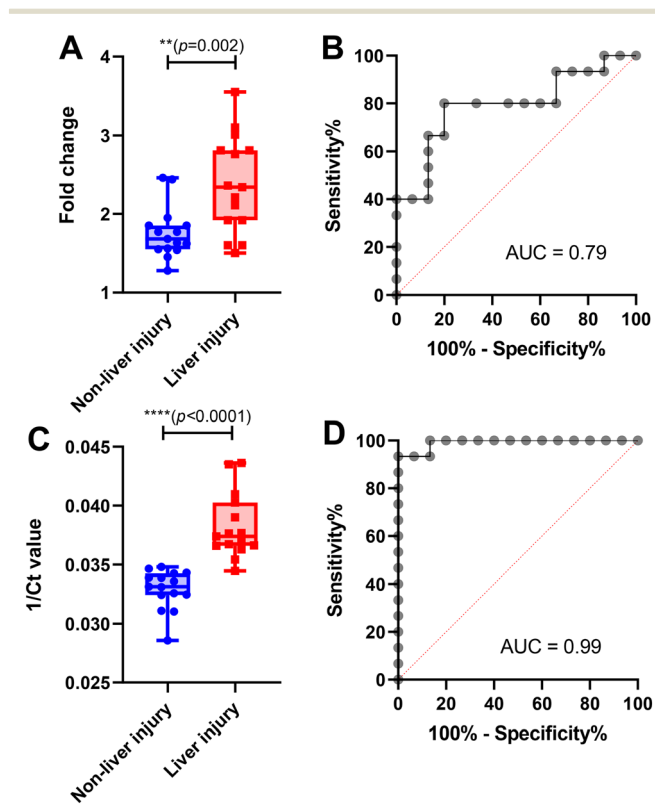 A
**(p=0.002)
Fold change
4
3
2
1
Non-liver injury
Liver injury
B
Sensitivity%
100
80
60
40
20
0
AUC = 0.79
0 20 40 60 80 100
100% - Specificity%
C
****(p<0.0001)
1/Ct value
0.045
0.040
0.035
0.030
0.025
Non-liver injury
Liver injury
D
Sensitivity%
100
80
60
40
20
0
AUC = 0.99
0 20 40 60 80 100
100% - Specificity%